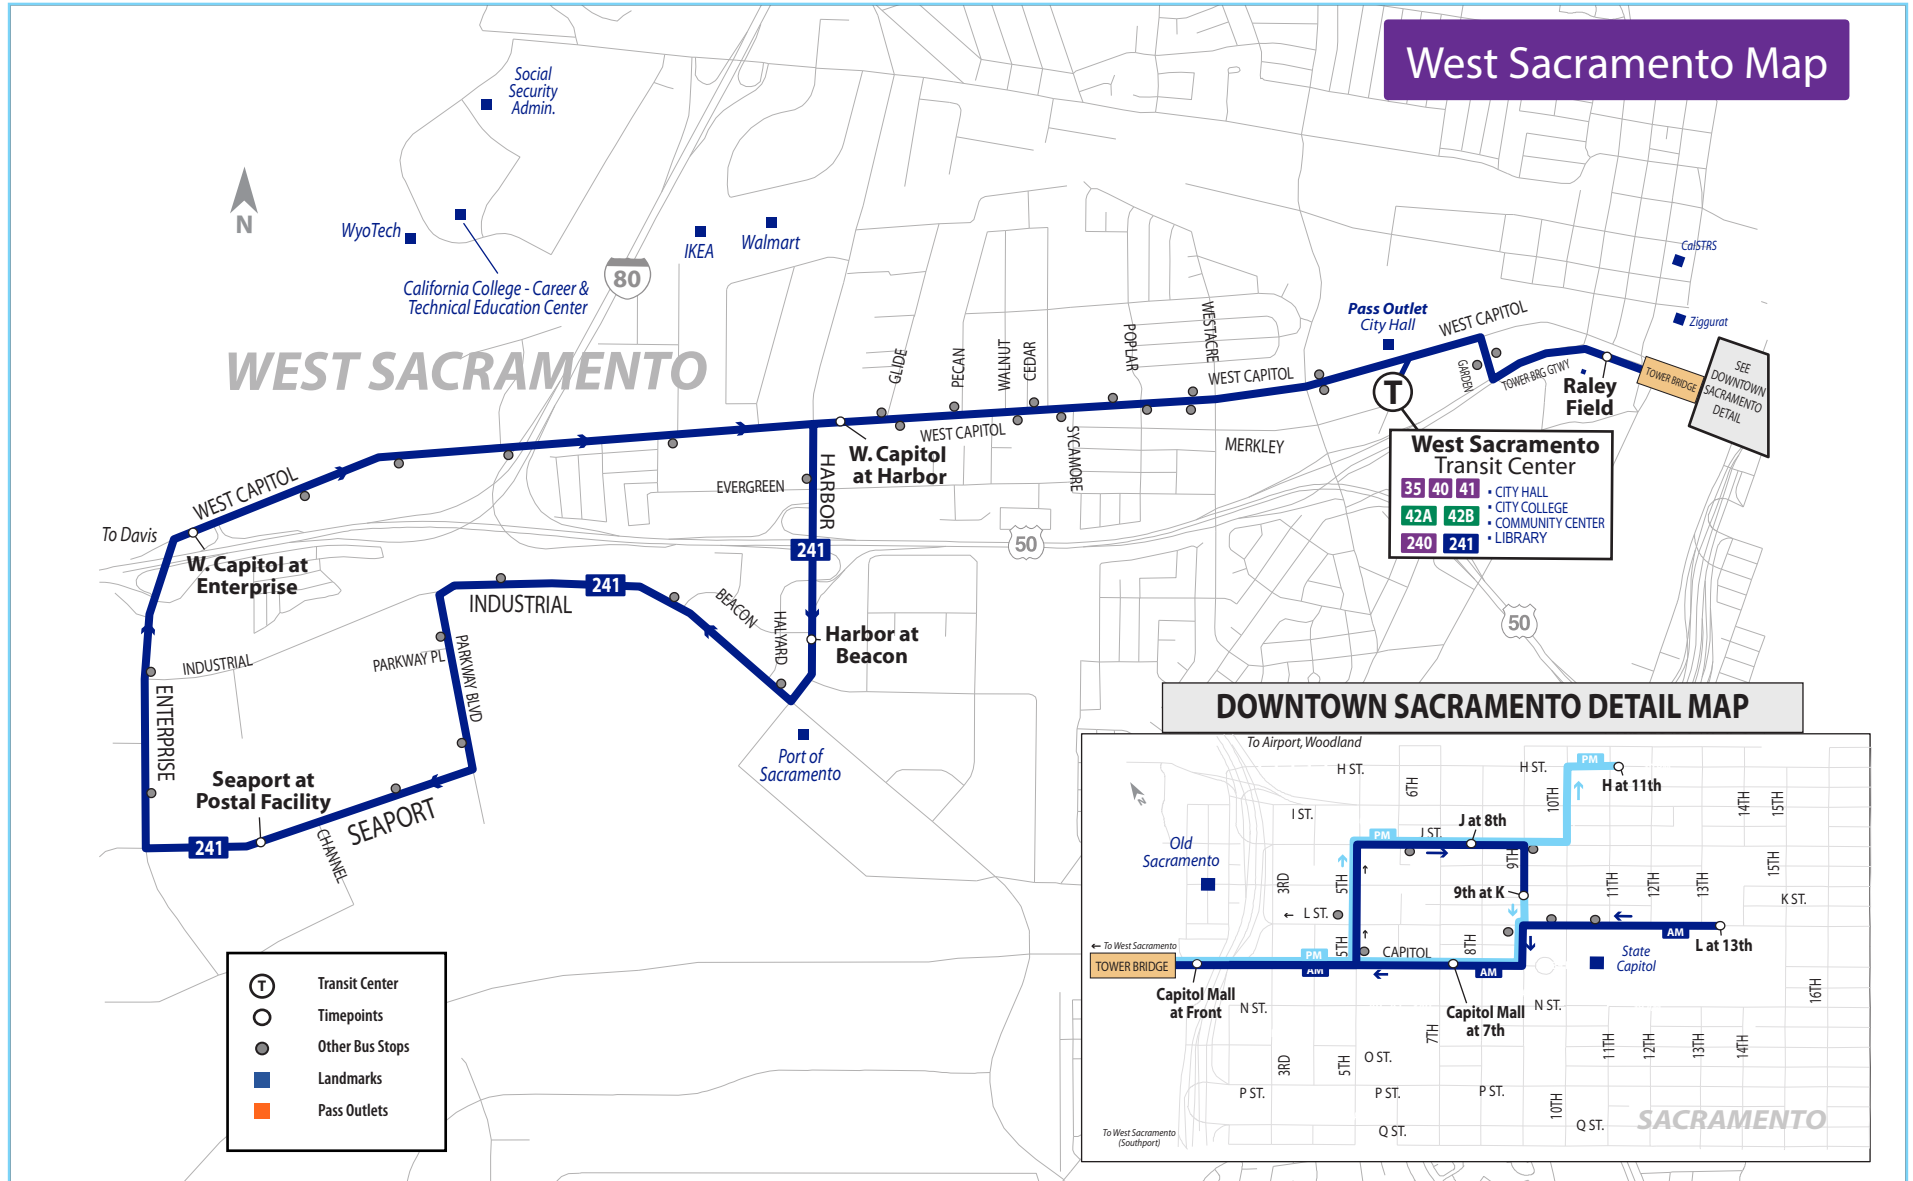 West Sacramento Map
Social
Security
Admin.
N
WyoTech
California College - Career &
Technical Education Center
IKEA
Walmart
80
WEST SACRAMENTO
CalSTRS
Ziggurat
Pass Outlet
City Hall
WEST CAPITOL
GARDEN
TOWER BRG GTWY
Raley
Field
TOWER BRIDGE
SEE
DOWNTOWN
SACRAMENTO
DETAIL
GLIDE
PECAN
WALNUT
CEDAR
POPLAR
WESTACRE
WEST CAPITOL
WEST CAPITOL
SYCAMORE
MERKLEY
T
West Sacramento
Transit Center
35 40 41
42A 42B
240 241
▪ CITY HALL
▪ CITY COLLEGE
▪ COMMUNITY CENTER
▪ LIBRARY
W. Capitol
at Harbor
HARBOR
EVERGREEN
241
50
50
WEST CAPITOL
To Davis
W. Capitol at
Enterprise
INDUSTRIAL
241
BEACON
HALYARD
Harbor at
Beacon
INDUSTRIAL
PARKWAY PL
PARKWAY BLVD
ENTERPRISE
Seaport at
Postal Facility
241
SEAPORT
CHANNEL
Port of
Sacramento
T Transit Center
Timepoints
Other Bus Stops
Landmarks
Pass Outlets
DOWNTOWN SACRAMENTO DETAIL MAP
To Airport, Woodland
H ST.
6TH
H ST.
PM
H at 11th
10TH
14TH
15TH
N
I ST.
Old
Sacramento
PM
J ST.
J at 8th
9TH
3RD
5TH
9th at K
11TH
12TH
13TH
15TH
K ST.
← L ST.
5TH
CAPITOL
8TH
AM
L at 13th
State
Capitol
← To West Sacramento
TOWER BRIDGE
PM
AM
AM
Capitol Mall
at Front
N ST.
Capitol Mall
at 7th
N ST.
16TH
7TH
3RD
5TH
O ST.
11TH
12TH
13TH
14TH
P ST.
P ST.
P ST.
10TH
SACRAMENTO
To West Sacramento
(Southport)
Q ST.
Q ST.